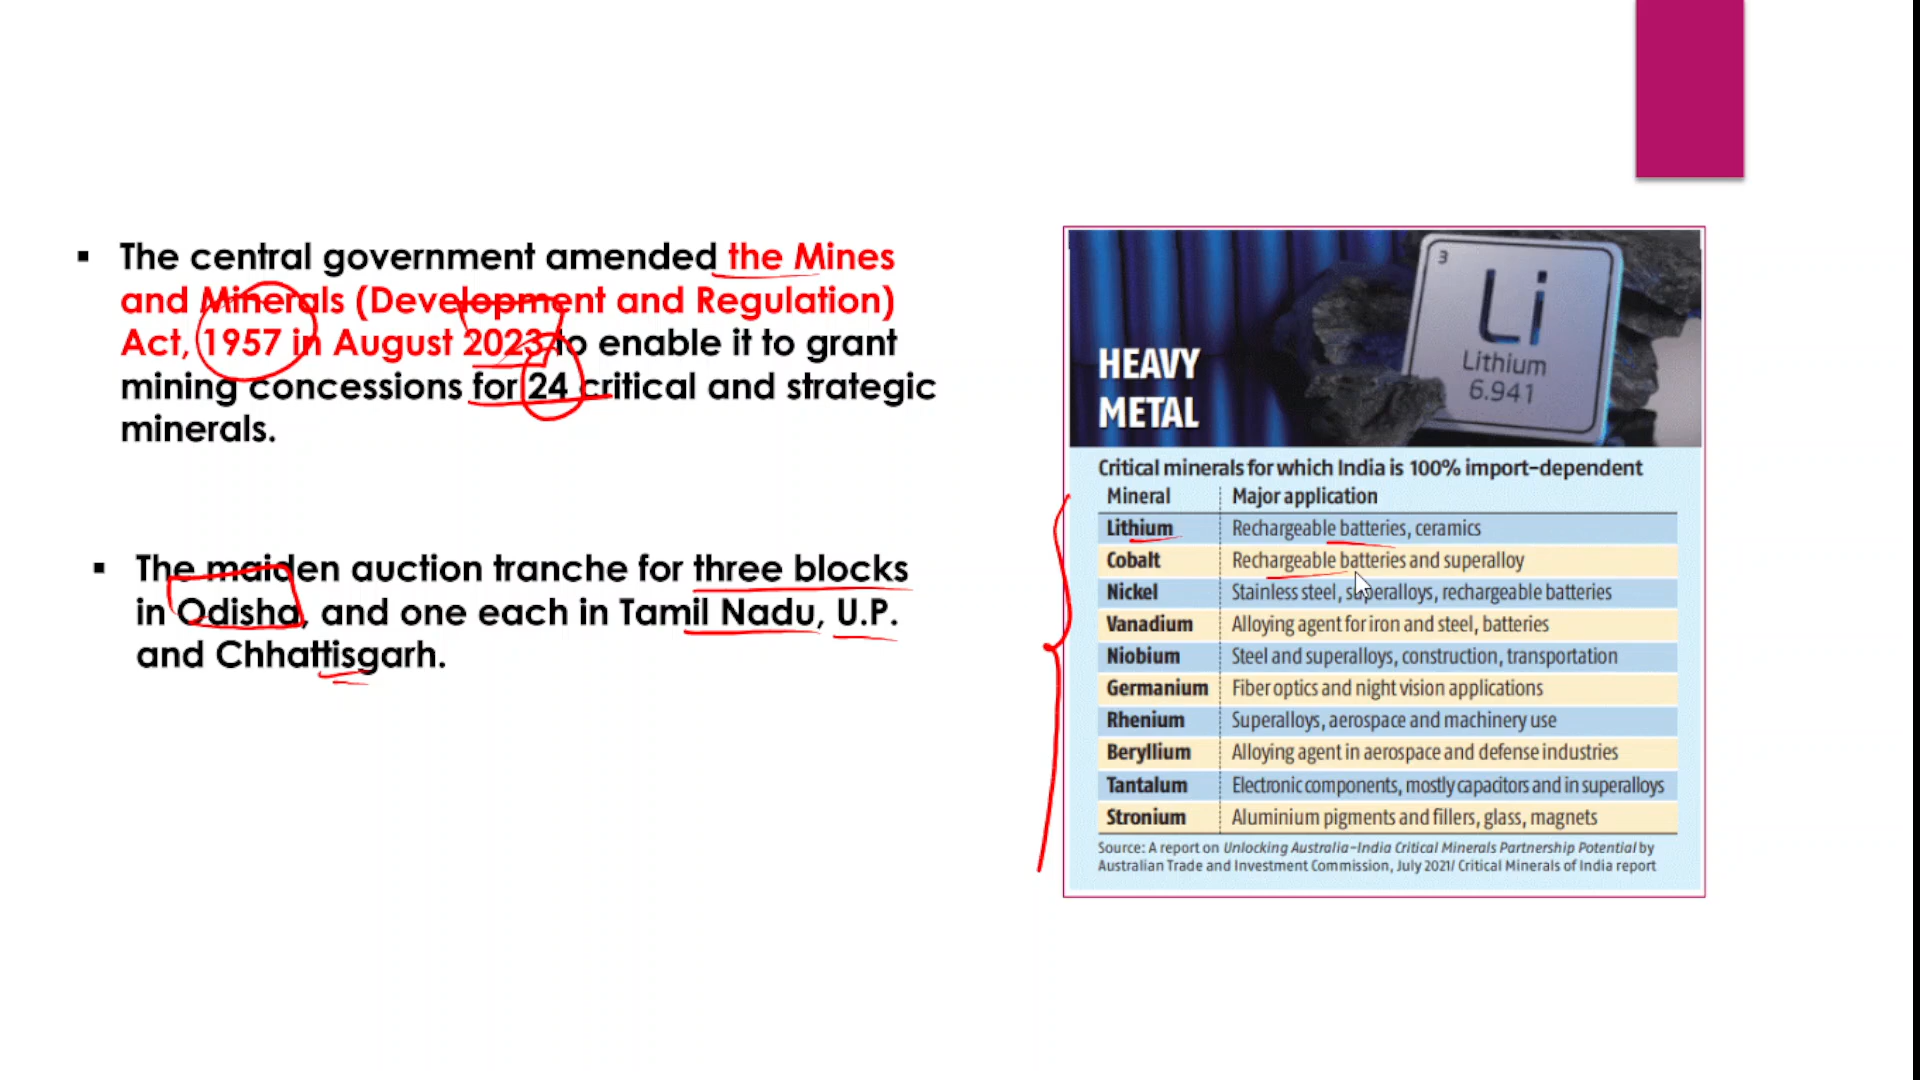 ▪ The central government amended the Mines
and Minerals (Development and Regulation)
Act, 1957 in August 2023 to enable it to grant
mining concessions for 24 critical and strategic
minerals.
▪ The maiden auction tranche for three blocks
in Odisha, and one each in Tamil Nadu, U.P.
and Chhattisgarh.
3
Li
Lithium
6.941
HEAVY
METAL
Critical minerals for which India is 100% import-dependent
Mineral Major application
Lithium Rechargeable batteries, ceramics
Cobalt Rechargeable batteries and superalloy
Nickel Stainless steel, superalloys, rechargeable batteries
Vanadium Alloying agent for iron and steel, batteries
Niobium Steel and superalloys, construction, transportation
Germanium Fiber optics and night vision applications
Rhenium Superalloys, aerospace and machinery use
Beryllium Alloying agent in aerospace and defense industries
Tantalum Electronic components, mostly capacitors and in superalloys
Stronium Aluminium pigments and fillers, glass, magnets
Source: A report on Unlocking Australia-India Critical Minerals Partnership Potential by
Australian Trade and Investment Commission, July 2021/ Critical Minerals of India report